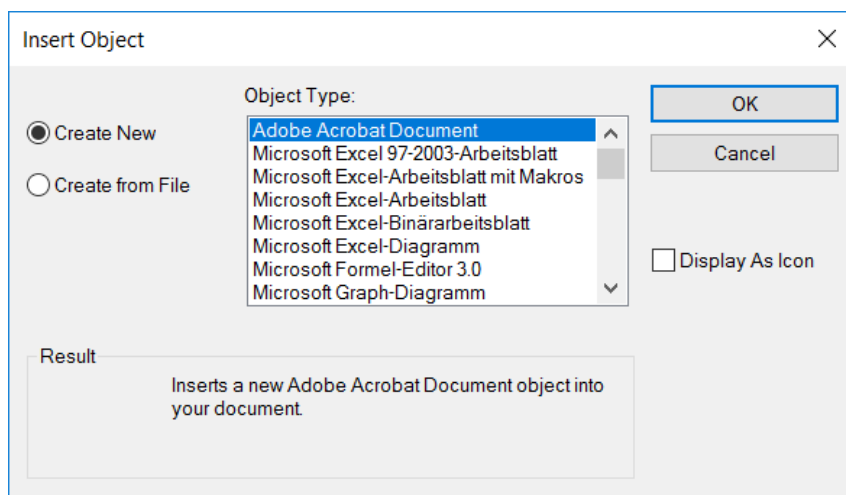 Insert Object
Object Type:
Create New
Create from File
Adobe Acrobat Document
Microsoft Excel 97-2003-Arbeitsblatt
Microsoft Excel-Arbeitsblatt mit Makros
Microsoft Excel-Arbeitsblatt
Microsoft Excel-Binärarbeitsblatt
Microsoft Excel-Diagramm
Microsoft Formel-Editor 3.0
Microsoft Graph-Diagramm
OK
Cancel
Display As Icon
Result
Inserts a new Adobe Acrobat Document object into
your document.